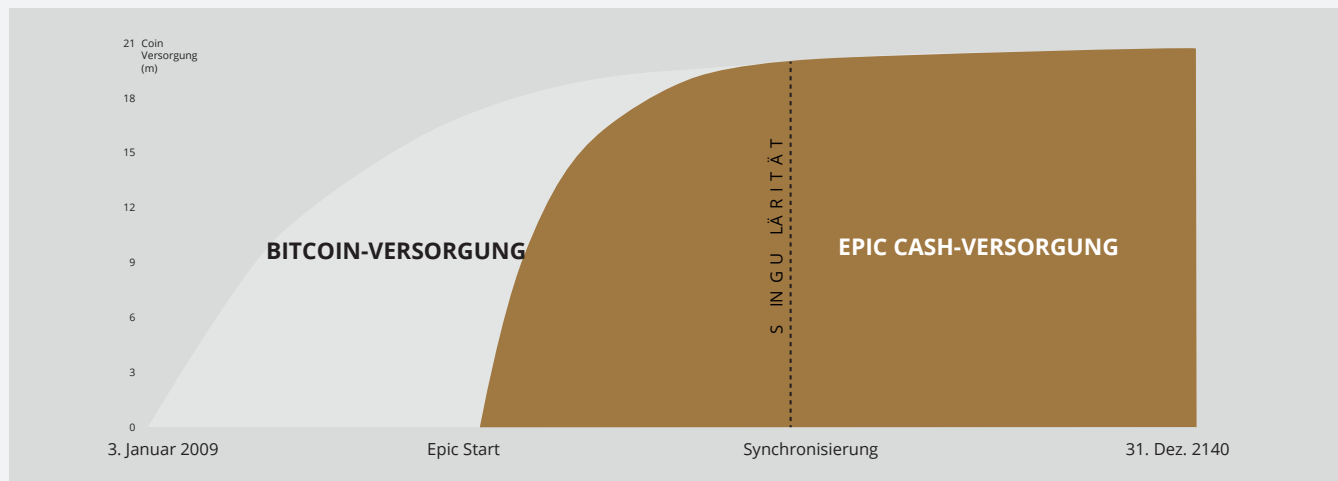 21 Coin
Versorgung
(m)
18
15
12
9
6
3
0
BITCOIN-VERSORGUNG
S INGU LÄRITÄT
EPIC CASH-VERSORGUNG
3. Januar 2009
Epic Start
Synchronisierung
31. Dez. 2140